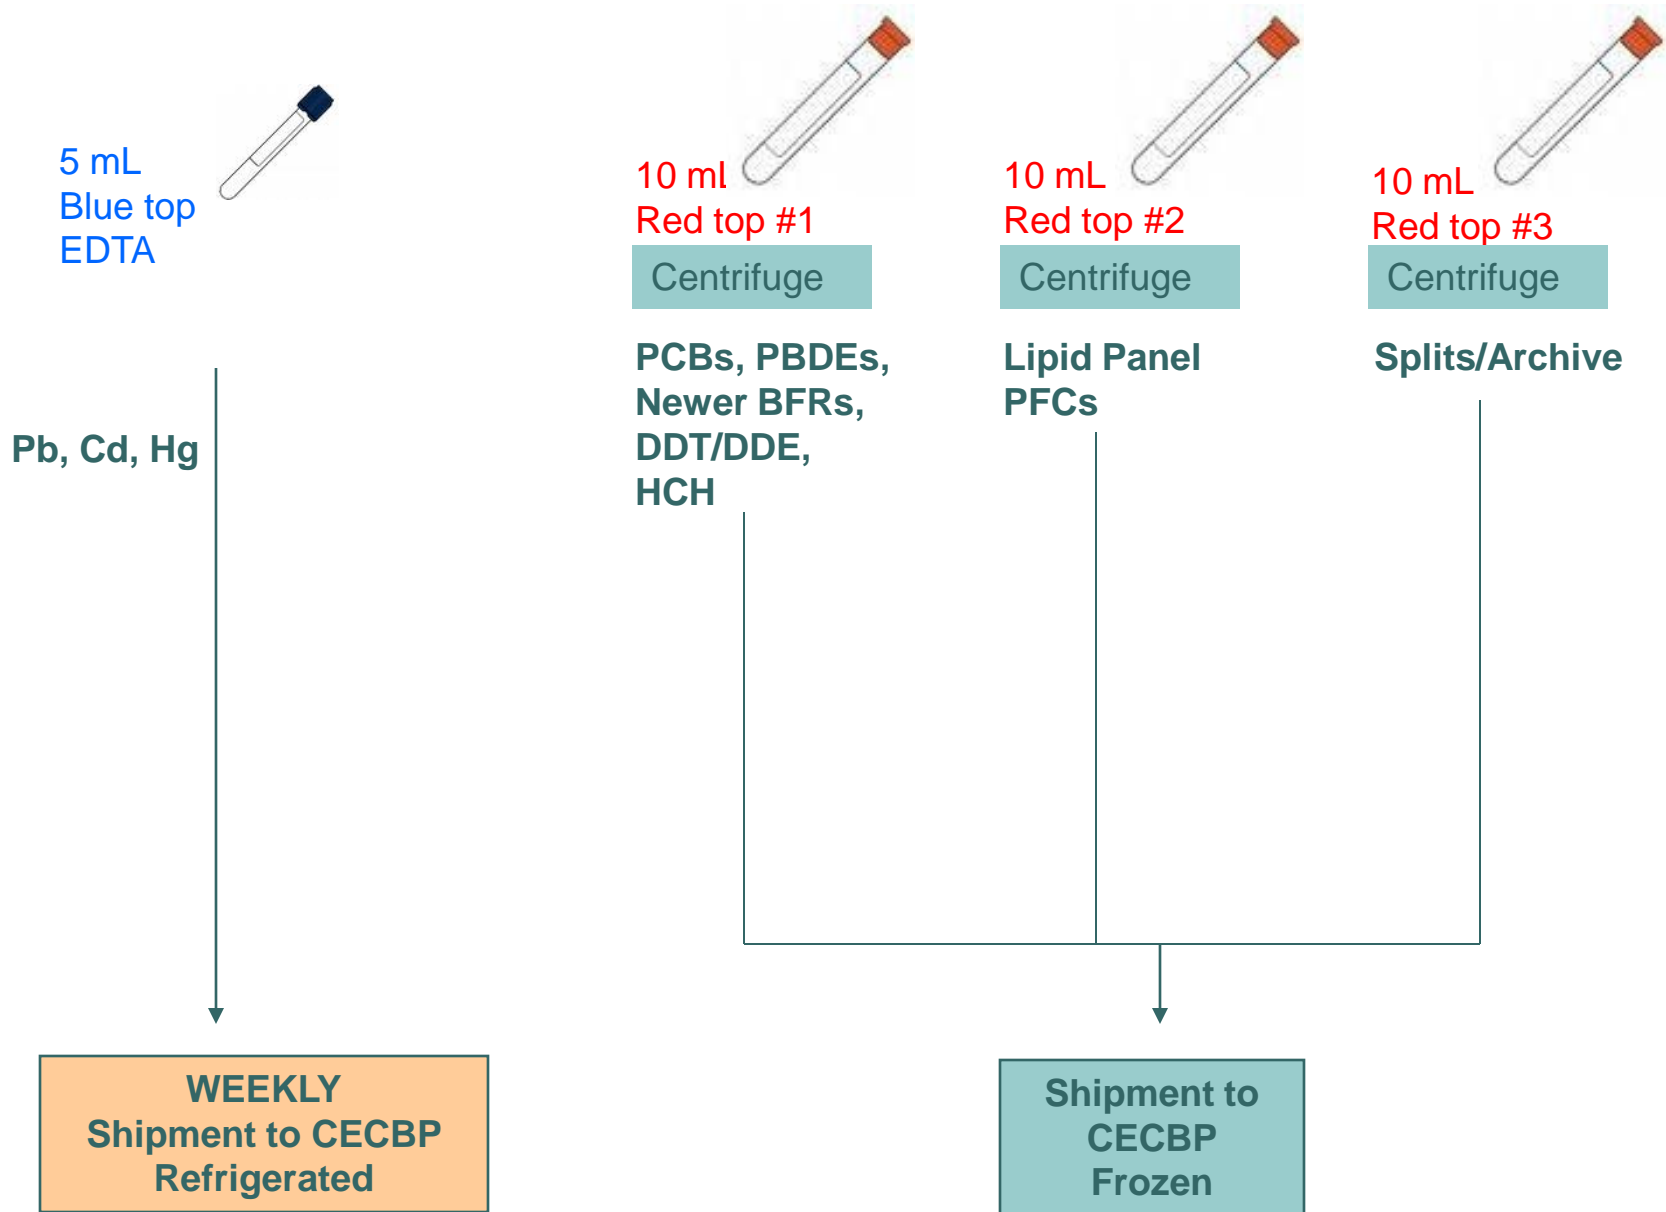 5 mL
Blue top
EDTA
Pb, Cd, Hg
WEEKLY
Shipment to CECBP
Refrigerated
10 mL
Red top #1
Centrifuge
PCBs, PBDEs,
Newer BFRs,
DDT/DDE,
HCH
10 mL
Red top #2
Centrifuge
Lipid Panel
PFCs
10 mL
Red top #3
Centrifuge
Splits/Archive
Shipment to
CECBP
Frozen